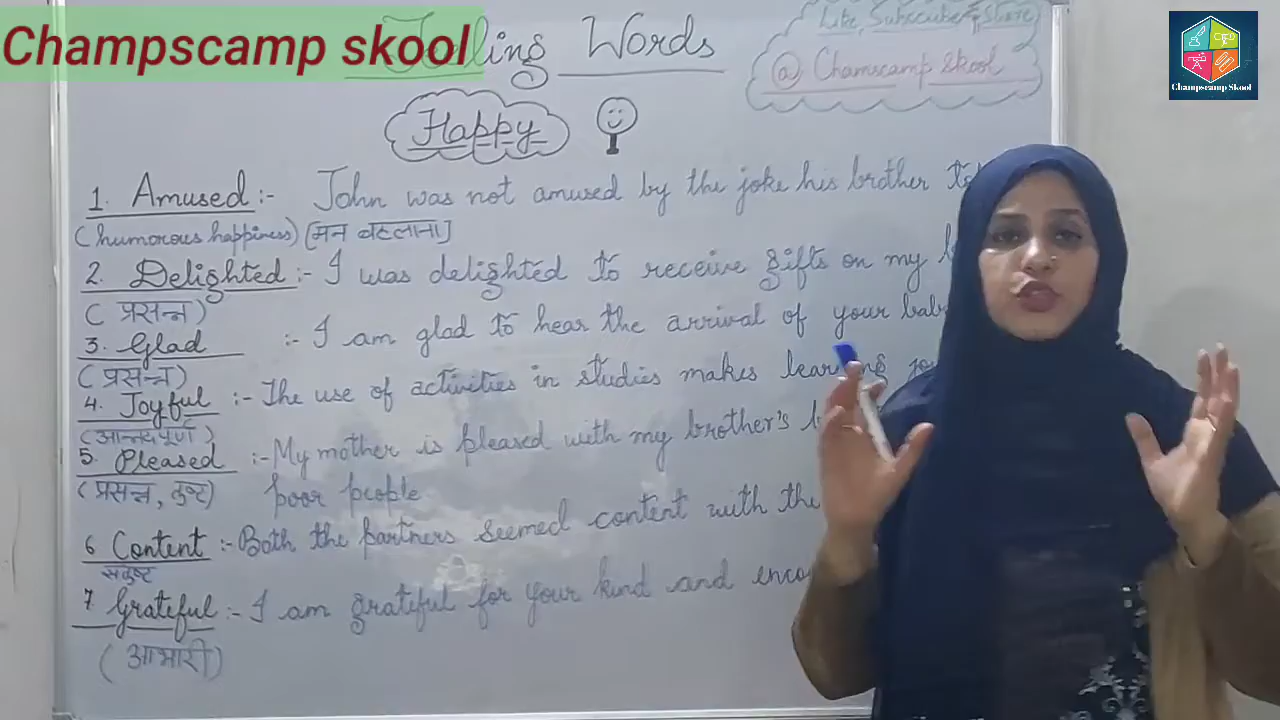 Champscamp skool
Feeling Words
Like, Subscribe & Share
@ Chamscamp skool
Champscamp Skool
Happy
1. Amused :- John was not amused by the joke his brother
(humorous happiness) [मन बहलाना]
2. Delighted :- I was delighted to receive gifts on my
(प्रसन्न)
3. Glad :- I am glad to hear the arrival of your
(प्रसन्न)
4. Joyful :- The use of activities in studies makes learning
5. Pleased :- My mother is pleased with my brother's
(प्रसन्न, तुष्ट) poor people
6 Content :- Both the partners seemed content with the
संतुष्ट
7 Grateful :- I am grateful for your kind and
(आभारी)